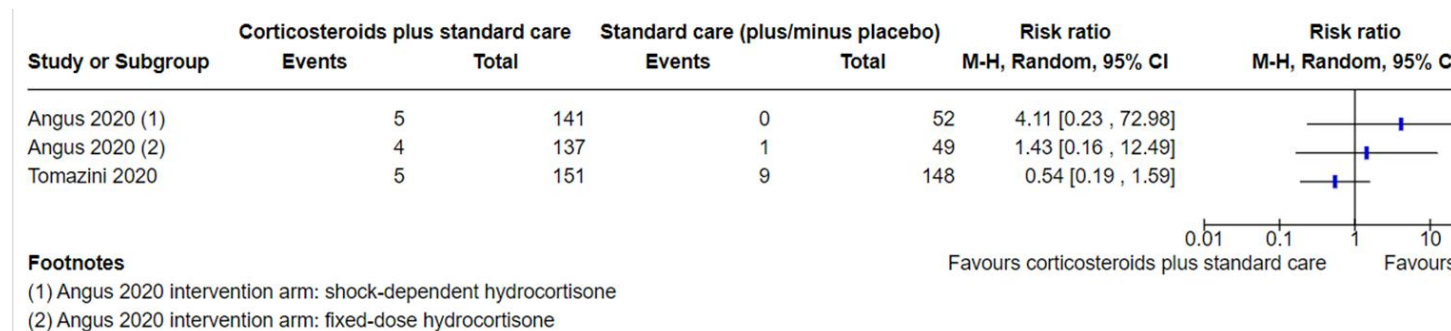 Corticosteroids plus standard care Standard care (plus/minus placebo) Risk ratio Risk ratio
Study or Subgroup Events Total Events Total M-H, Random, 95% CI M-H, Random, 95% C
Angus 2020 (1) 5 141 0 52 4.11 [0.23 , 72.98]
Angus 2020 (2) 4 137 1 49 1.43 [0.16 , 12.49]
Tomazini 2020 5 151 9 148 0.54 [0.19 , 1.59]
0.01 0.1 1 10
Footnotes Favours corticosteroids plus standard care Favours
(1) Angus 2020 intervention arm: shock-dependent hydrocortisone
(2) Angus 2020 intervention arm: fixed-dose hydrocortisone